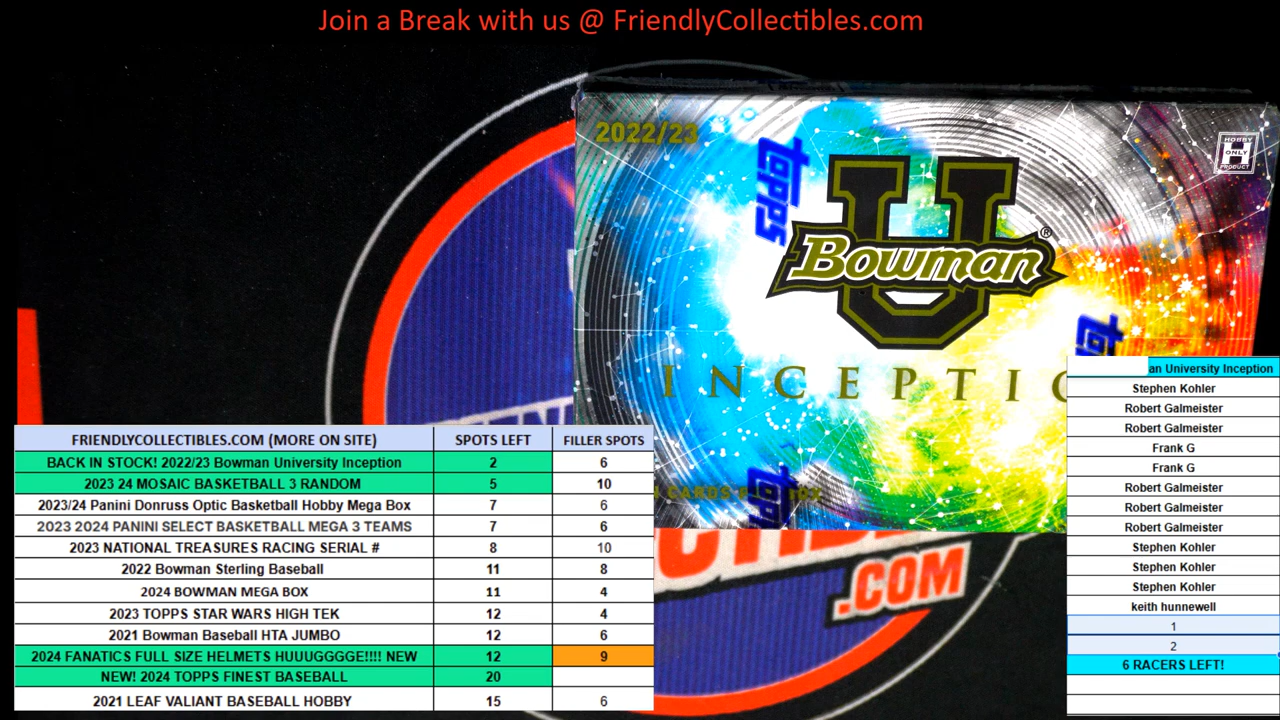 Join a Break with us @ FriendlyCollectibles.com
2022/23
topps
HOBBY
ONLY
PRODUCT
U
Bowman®
INCEPTIO
.COM
FRIENDLYCOLLECTIBLES.COM (MORE ON SITE) SPOTS LEFT FILLER SPOTS
BACK IN STOCK! 2022/23 Bowman University Inception 2 6
2023 24 MOSAIC BASKETBALL 3 RANDOM 5 10
2023/24 Panini Donruss Optic Basketball Hobby Mega Box 7 6
2023 2024 PANINI SELECT BASKETBALL MEGA 3 TEAMS 7 6
2023 NATIONAL TREASURES RACING SERIAL # 8 10
2022 Bowman Sterling Baseball 11 8
2024 BOWMAN MEGA BOX 11 4
2023 TOPPS STAR WARS HIGH TEK 12 4
2021 Bowman Baseball HTA JUMBO 12 6
2024 FANATICS FULL SIZE HELMETS HUUUGGGGE!!!! NEW 12 9
NEW! 2024 TOPPS FINEST BASEBALL 20
2021 LEAF VALIANT BASEBALL HOBBY 15 6
an University Inception
Stephen Kohler
Robert Galmeister
Robert Galmeister
Frank G
Frank G
Robert Galmeister
Robert Galmeister
Robert Galmeister
Stephen Kohler
Stephen Kohler
Stephen Kohler
keith hunnewell
1
2
6 RACERS LEFT!